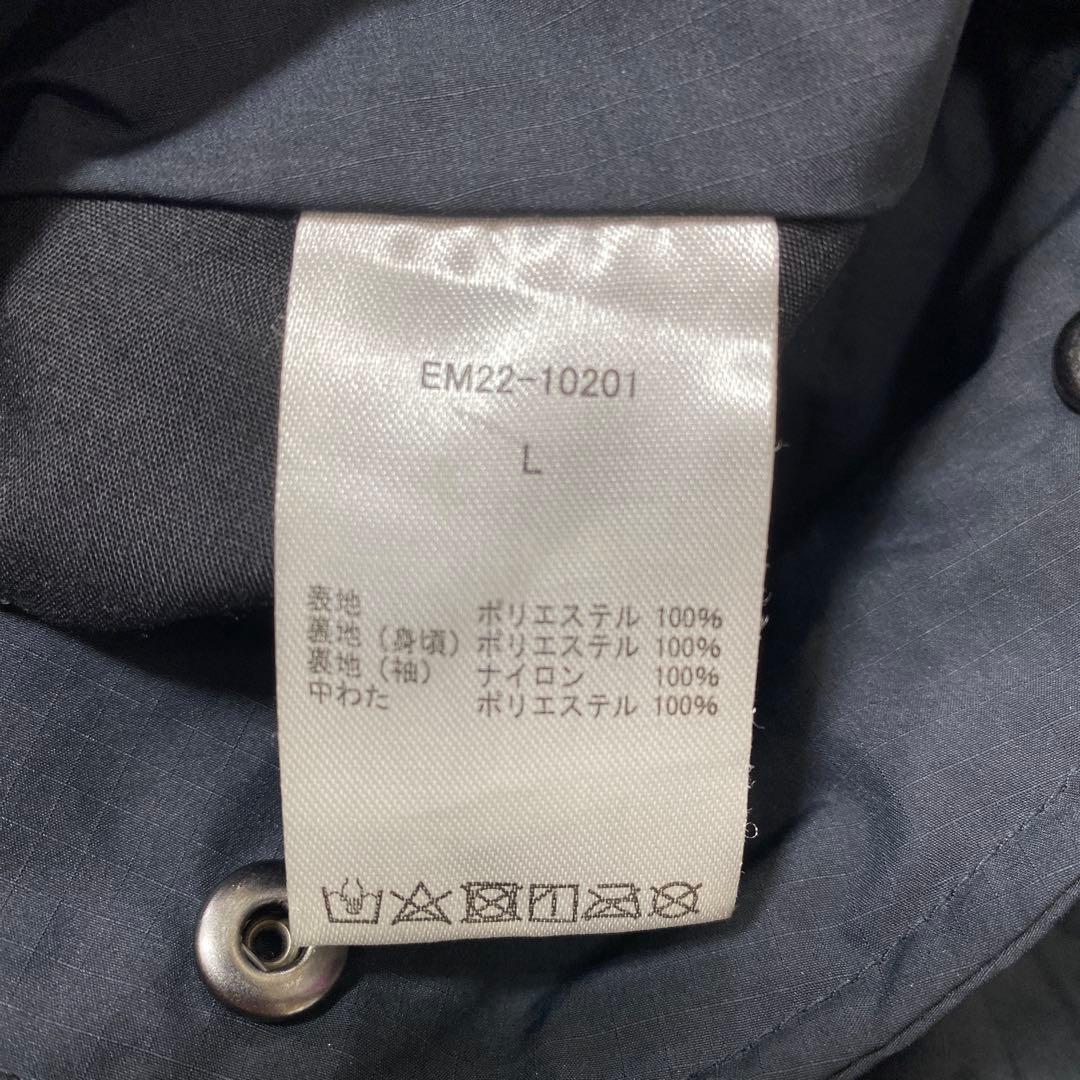 EM22-10201
L
表地 ポリエステル 100%
裏地(身頃) ポリエステル 100%
裏地(袖) ナイロン 100%
中わた ポリエステル 100%